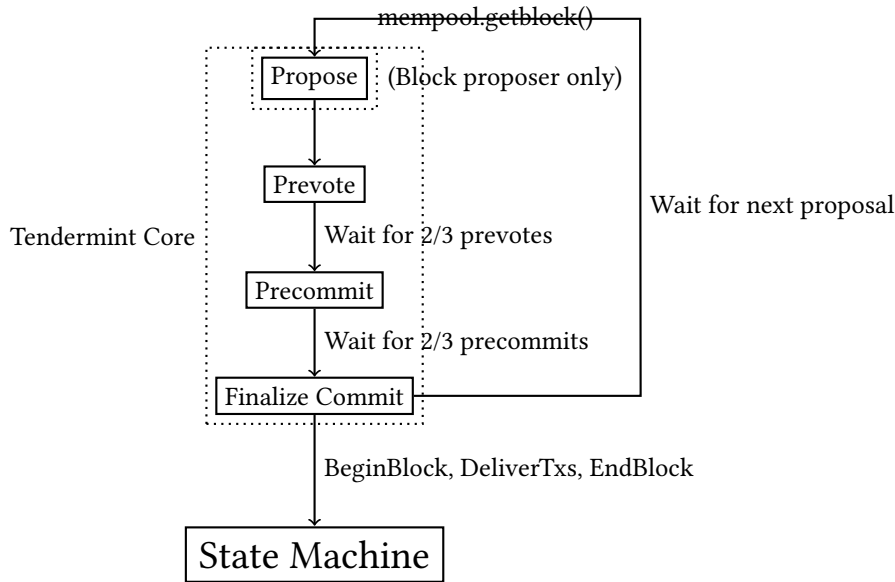 mempool.getblock()
Propose
(Block proposer only)
Prevote
Wait for next proposal
Tendermint Core
Wait for 2/3 prevotes
Precommit
Wait for 2/3 precommits
Finalize Commit
BeginBlock, DeliverTxs, EndBlock
State Machine